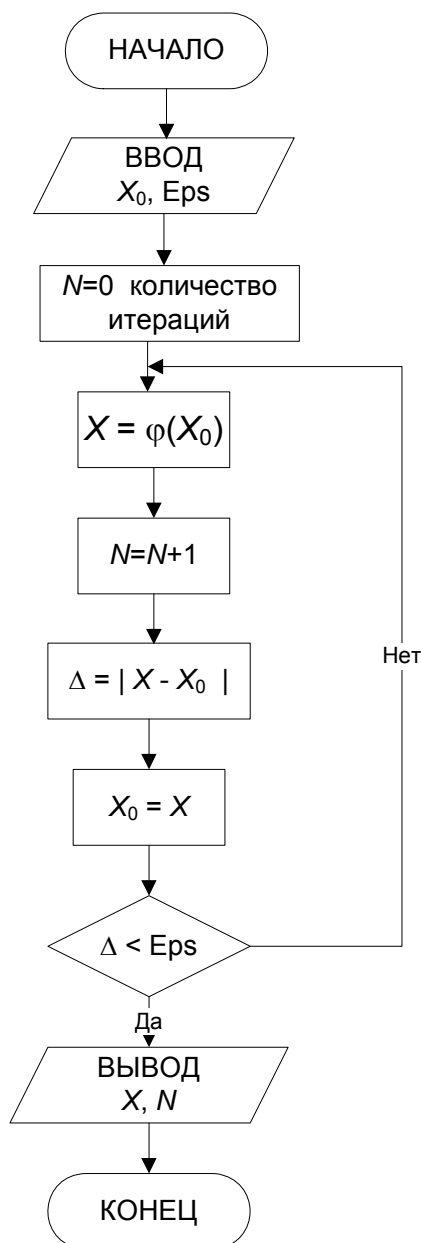 НАЧАЛО
ВВОД
X₀, Eps
N=0 количество
итераций
X = φ(X₀)
N=N+1
Нет
Δ = | X - X₀ |
X₀ = X
Δ < Eps
Да
ВЫВОД
X, N
КОНЕЦ